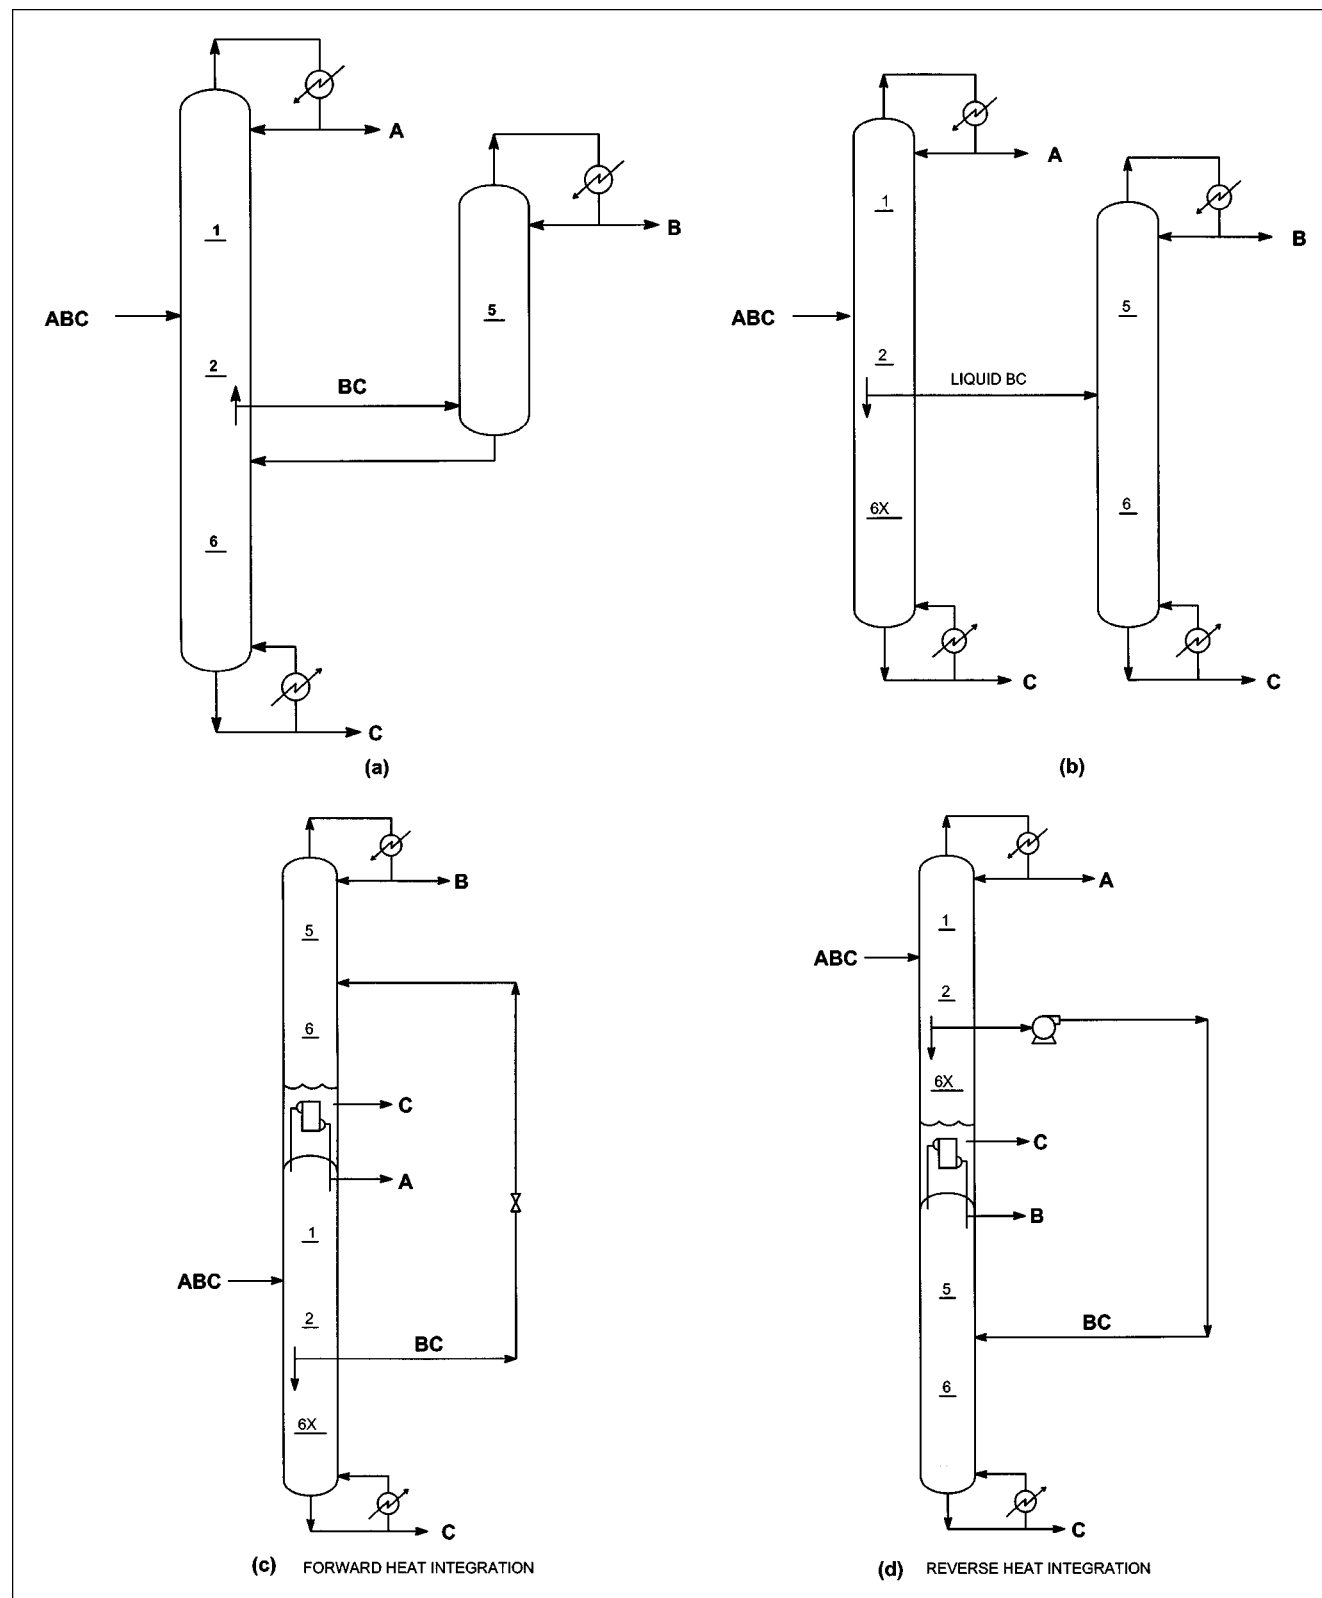 A
1
B
ABC
5
2
BC
6
C
(a)
A
B
1
5
ABC
2
LIQUID BC
6X
6
C
C
(b)
B
5
6
C
A
1
ABC
2
BC
6X
C
(c) FORWARD HEAT INTEGRATION
A
1
ABC
2
6X
C
B
5
BC
6
C
(d) REVERSE HEAT INTEGRATION